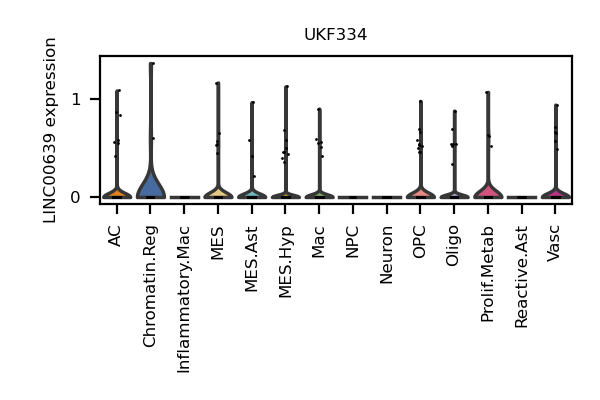 UKF334
LINC00639 expression
1
0
AC
Chromatin.Reg
Inflammatory.Mac
MES
MES.Ast
MES.Hyp
Mac
NPC
Neuron
OPC
Oligo
Prolif.Metab
Reactive.Ast
Vasc